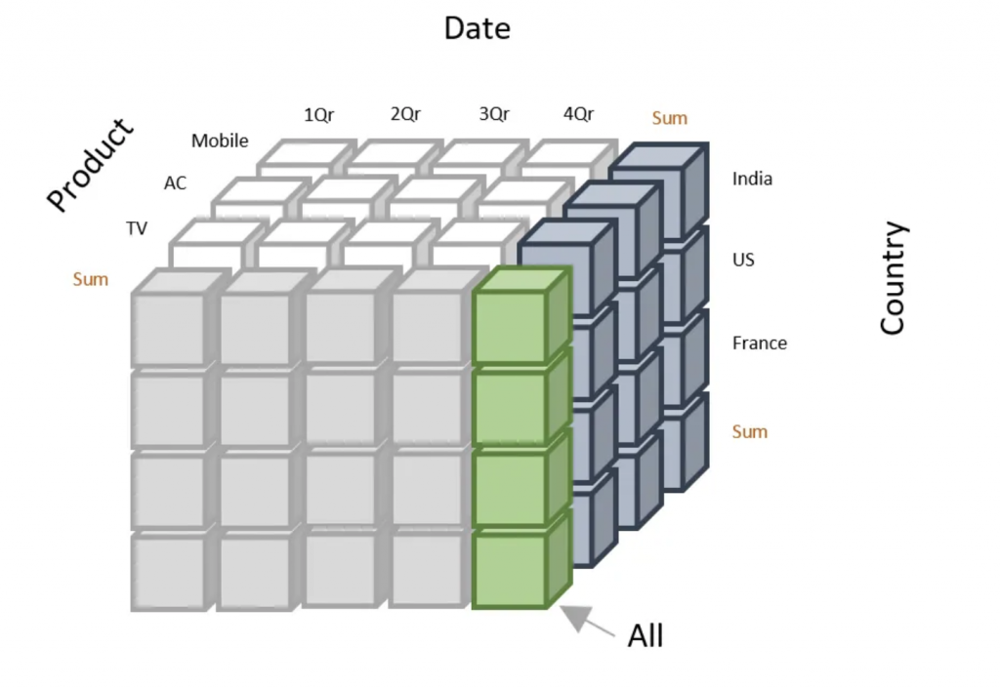 Date
Product
1Qr
2Qr
3Qr
4Qr
Sum
Mobile
AC
TV
Sum
India
US
France
Sum
Country
All